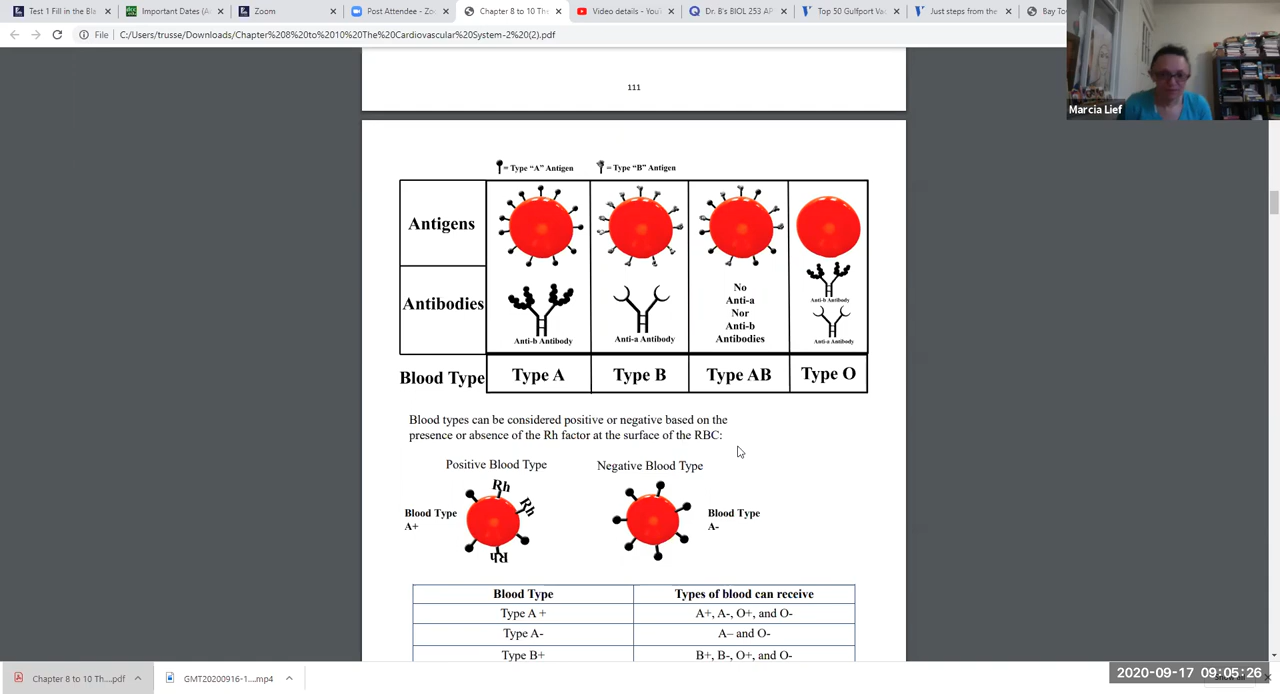 Test 1 Fill in the Bla
Important Dates (Ac
Zoom
Post Attendee - Zoo
Chapter 8 to 10 The
Video details - YouT
Dr. B's BIOL 253 AP
Top 50 Gulfport Vac
Just steps from the
Bay Tow
File C:/Users/trusse/Downloads/Chapter%208%20to%2010%20The%20Cardiovascular%20System-2%20(2).pdf
Marcia Lief
111
= Type “A” Antigen = Type “B” Antigen
Antigens
Antibodies
Anti-b Antibody
Anti-a Antibody
No
Anti-a
Nor
Anti-b
Antibodies
Anti-b Antibody
Anti-a Antibody
Blood Type Type A Type B Type AB Type O
Blood types can be considered positive or negative based on the
presence or absence of the Rh factor at the surface of the RBC:
Positive Blood Type Negative Blood Type
Blood Type
A+
Rh
Rh
Rh
Blood Type
A-
Blood Type Types of blood can receive
Type A + A+, A-, O+, and O-
Type A- A– and O-
Type B+ B+, B-, O+, and O-
Chapter 8 to 10 Th....pdf
GMT20200916-1....mp4
2020-09-17 09:05:26